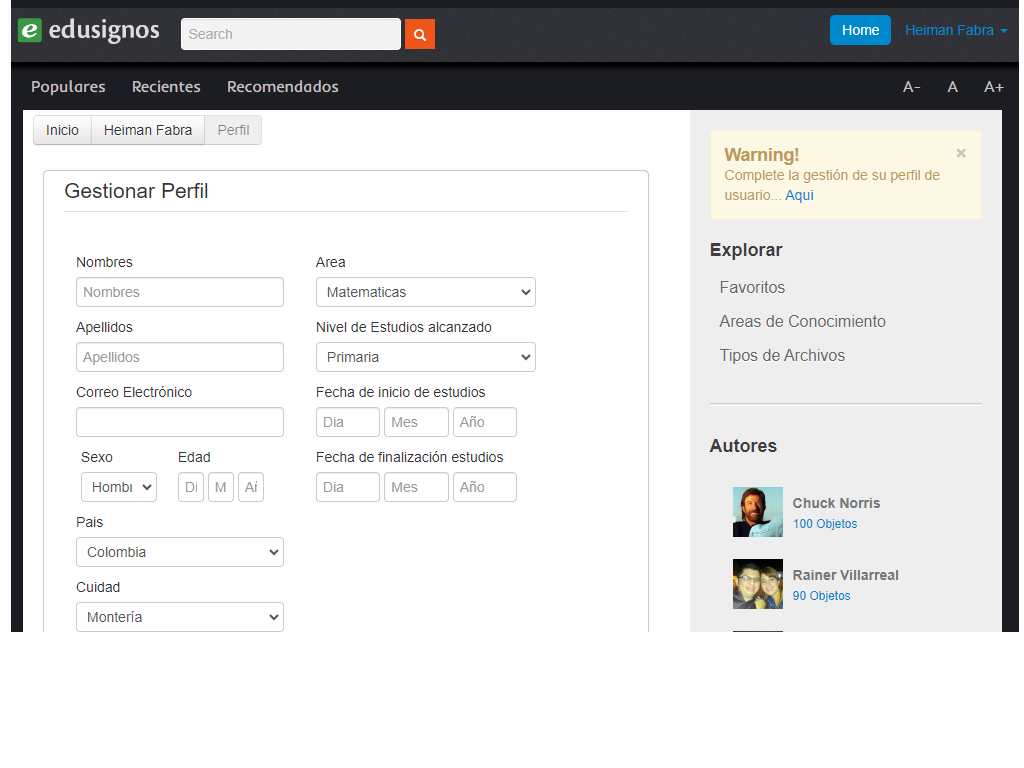 e edusignos Search Home Heiman Fabra
Populares Recientes Recomendados A- A A+
Inicio Heiman Fabra Perfil
Gestionar Perfil
Nombres
Nombres
Apellidos
Apellidos
Correo Electrónico
Sexo Edad
Hombr Di M Aí
Pais
Colombia
Cuidad
Montería
Area
Matematicas
Nivel de Estudios alcanzado
Primaria
Fecha de inicio de estudios
Dia Mes Año
Fecha de finalización estudios
Dia Mes Año
Warning! ×
Complete la gestión de su perfil de
usuario... Aqui
Explorar
Favoritos
Areas de Conocimiento
Tipos de Archivos
Autores
Chuck Norris
100 Objetos
Rainer Villarreal
90 Objetos